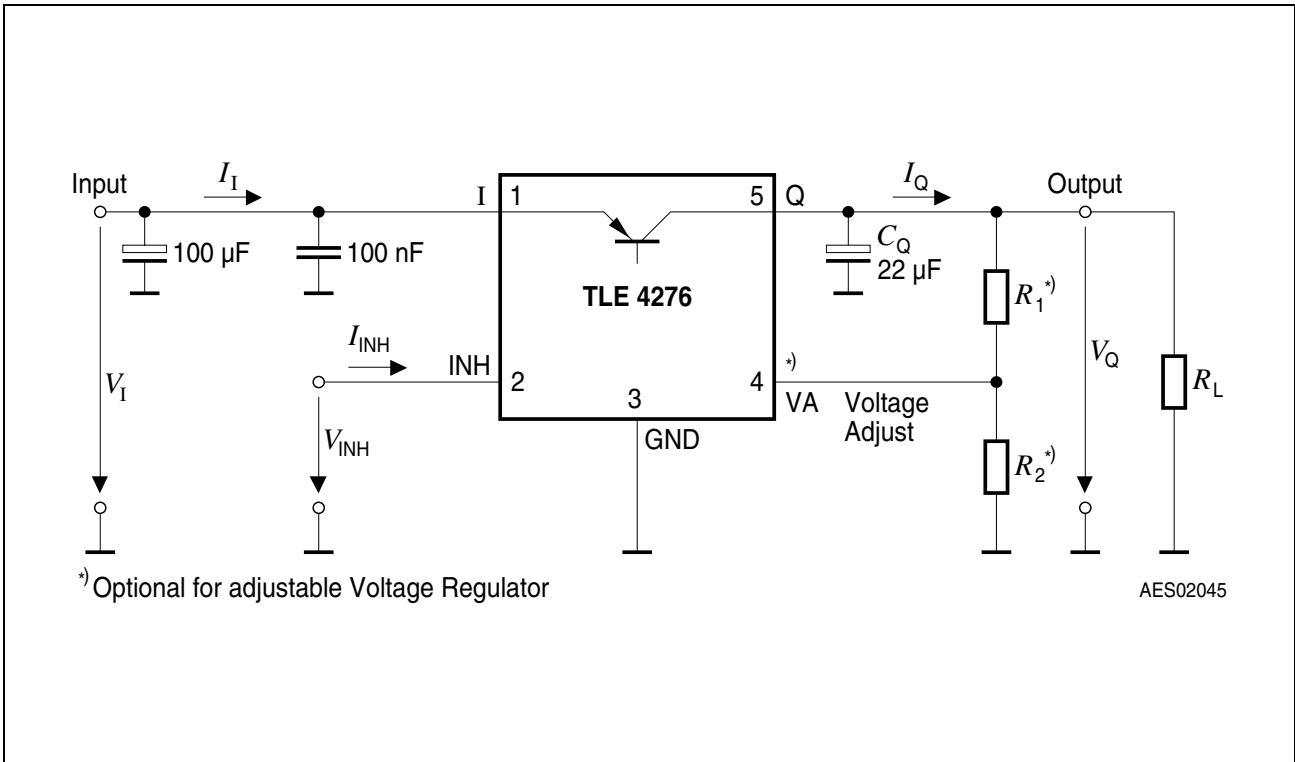 Input
I_I
I
1
5
Q
I_Q
Output
100 µF
100 nF
C_Q
22 µF
TLE 4276
R_1*)
I_INH
INH
2
3
4
*)
VA
Voltage
Adjust
V_I
V_INH
GND
V_Q
R_L
R_2*)
*) Optional for adjustable Voltage Regulator
AES02045